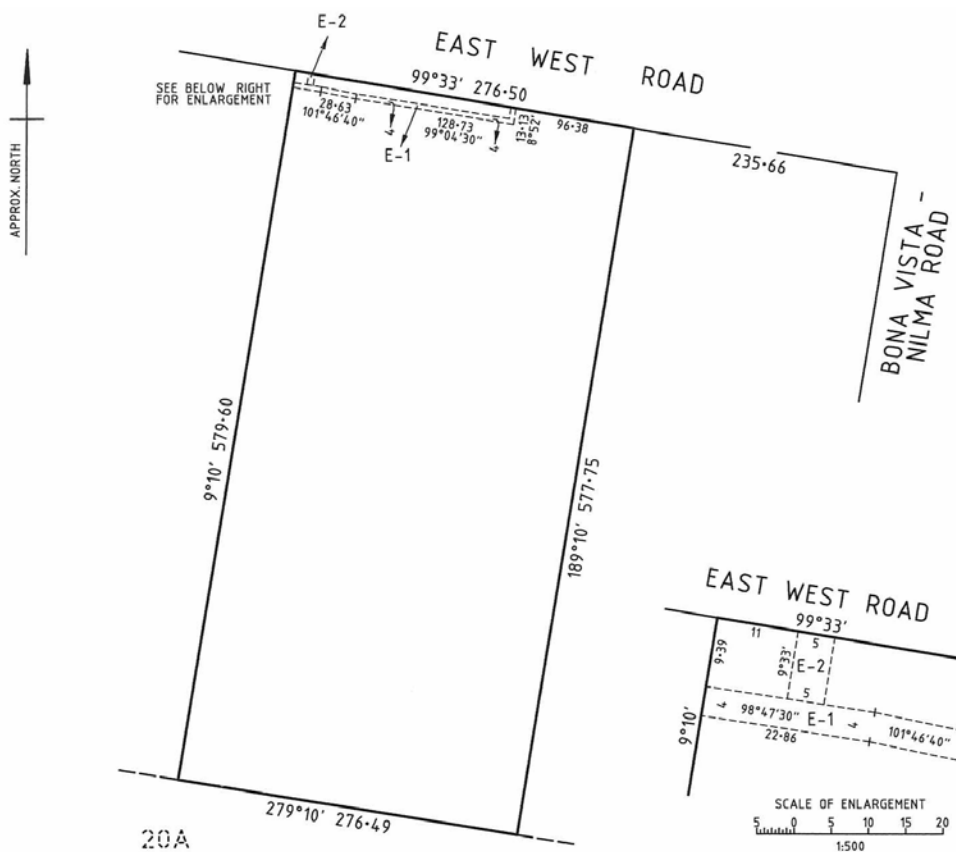 E-2
EAST WEST ROAD
99°33' 276·50
SEE BELOW RIGHT
FOR ENLARGEMENT
28·63
101°46'40"
4
128·73
99°04'30"
4
13·13
8°52'
96·38
E-1
235·66
APPROX. NORTH
BONA VISTA -
NILMA ROAD
9°10' 579·60
189°10' 577·75
279°10' 276·49
20A
EAST WEST ROAD
99°33'
11
5
9·39
9°33'
E-2
5
4
98°47'30"
E-1
4
101°46'40"
22·86
9°10'
SCALE OF ENLARGEMENT
5 0 5 10 15 20
1:500